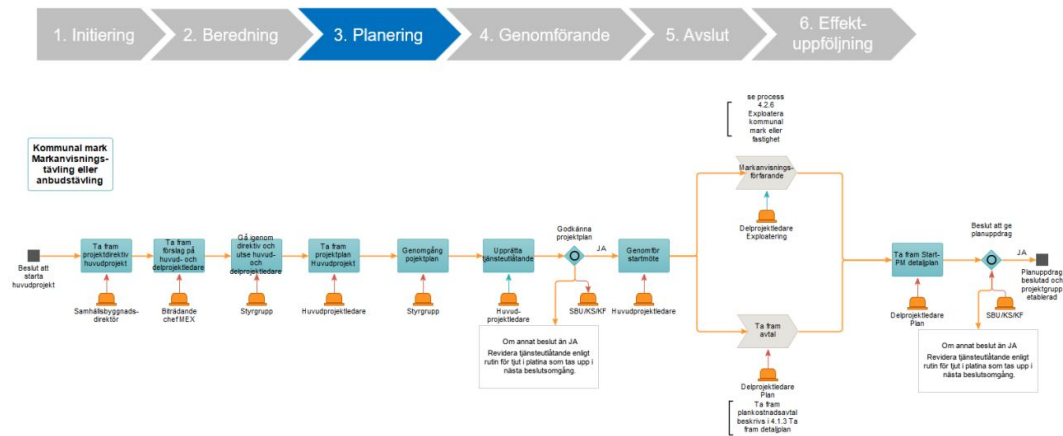 1. Initiering
2. Beredning
3. Planering
4. Genomförande
5. Avslut
6. Effekt-
uppföljning
Kommunal mark
Markanvisnings-
tävling eller
anbudstävling
Beslut att
starta
huvudprojekt
Ta fram
projektdirektiv
huvudprojekt
Samhällsbyggnads-
direktör
Ta fram
förslag på
huvud- och
delprojektledare
Biträdande
chef MEX
Gå igenom
direktiv och
utse huvud-
och
delprojektledare
Styrgrupp
Ta fram
projektplan
Huvudprojekt
Huvudprojektledare
Genomgång
pojektplan
Styrgrupp
Upprätta
tjänsteutlåtande
Huvud-
projektledare
Godkänna
projektplan
JA
SBU/KS/KF
Om annat beslut än JA
Revidera tjänsteutlåtande enligt
rutin för tjut i platina som tas upp i
nästa beslutsomgång.
Genomför
startmöte
Huvudprojektledare
se process
4.2.6
Exploatera
kommunal
mark eller
fastighet
Markanvisnings-
förfarande
Delprojektledare
Exploatering
Ta fram
avtal
Delprojektledare
Plan
Ta fram
plankostnadsavtal
beskrivs i 4.1.3 Ta
fram detaljplan
Ta fram Start-
PM detaljplan
Delprojektledare
Plan
Beslut att ge
planuppdrag
JA
SBU/KS/KF
Planuppdrag
beslutad och
projektgrupp
etablerad
Om annat beslut än JA
Revidera tjänsteutlåtande enligt
rutin för tjut i platina som tas upp i
nästa beslutsomgång.